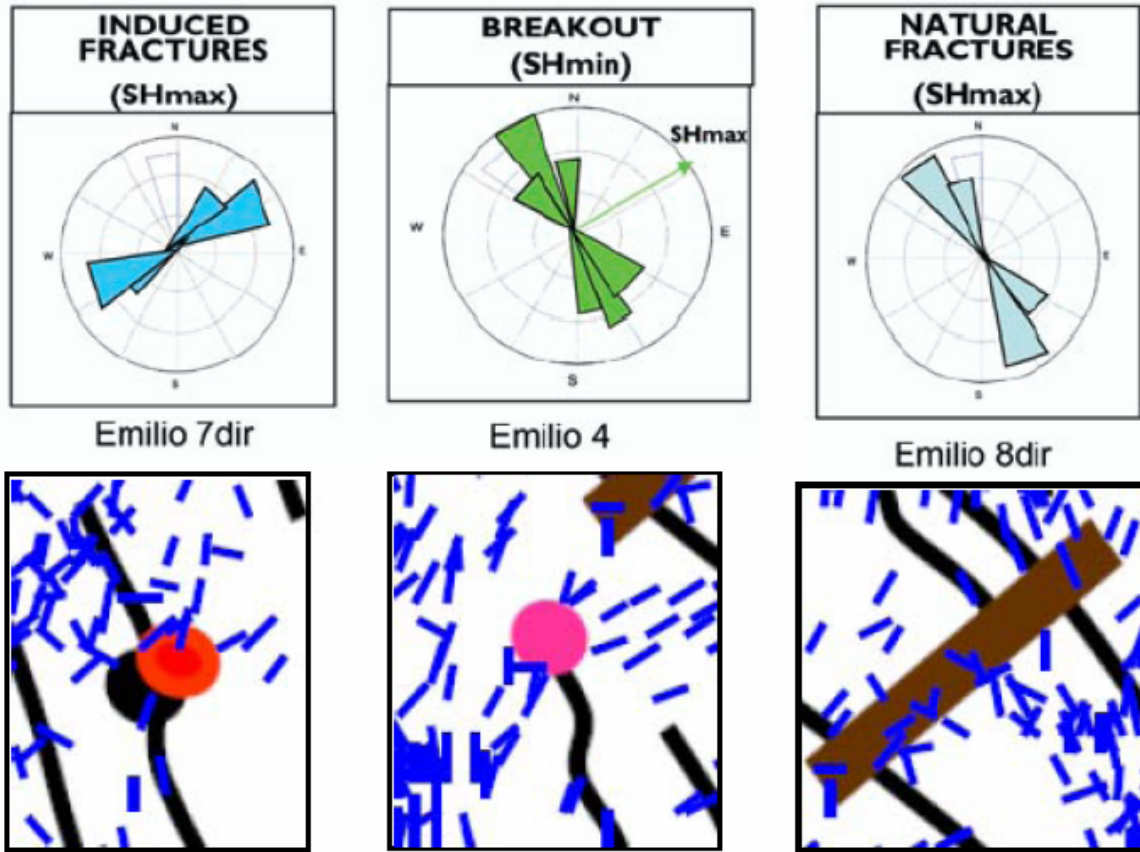 INDUCED
FRACTURES
(SHmax)
N
W
E
S
Emilio 7dir
BREAKOUT
(SHmin)
N
SHmax
W
E
S
Emilio 4
NATURAL
FRACTURES
(SHmax)
N
W
E
S
Emilio 8dir